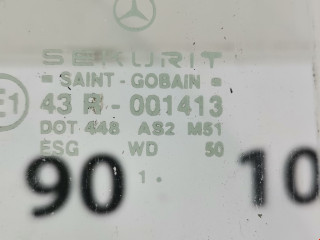 SEKURIT
SAINT-GOBAIN
E1 43 R-001413
DOT 448 AS2 M51
ESG WD 50
90 10
1